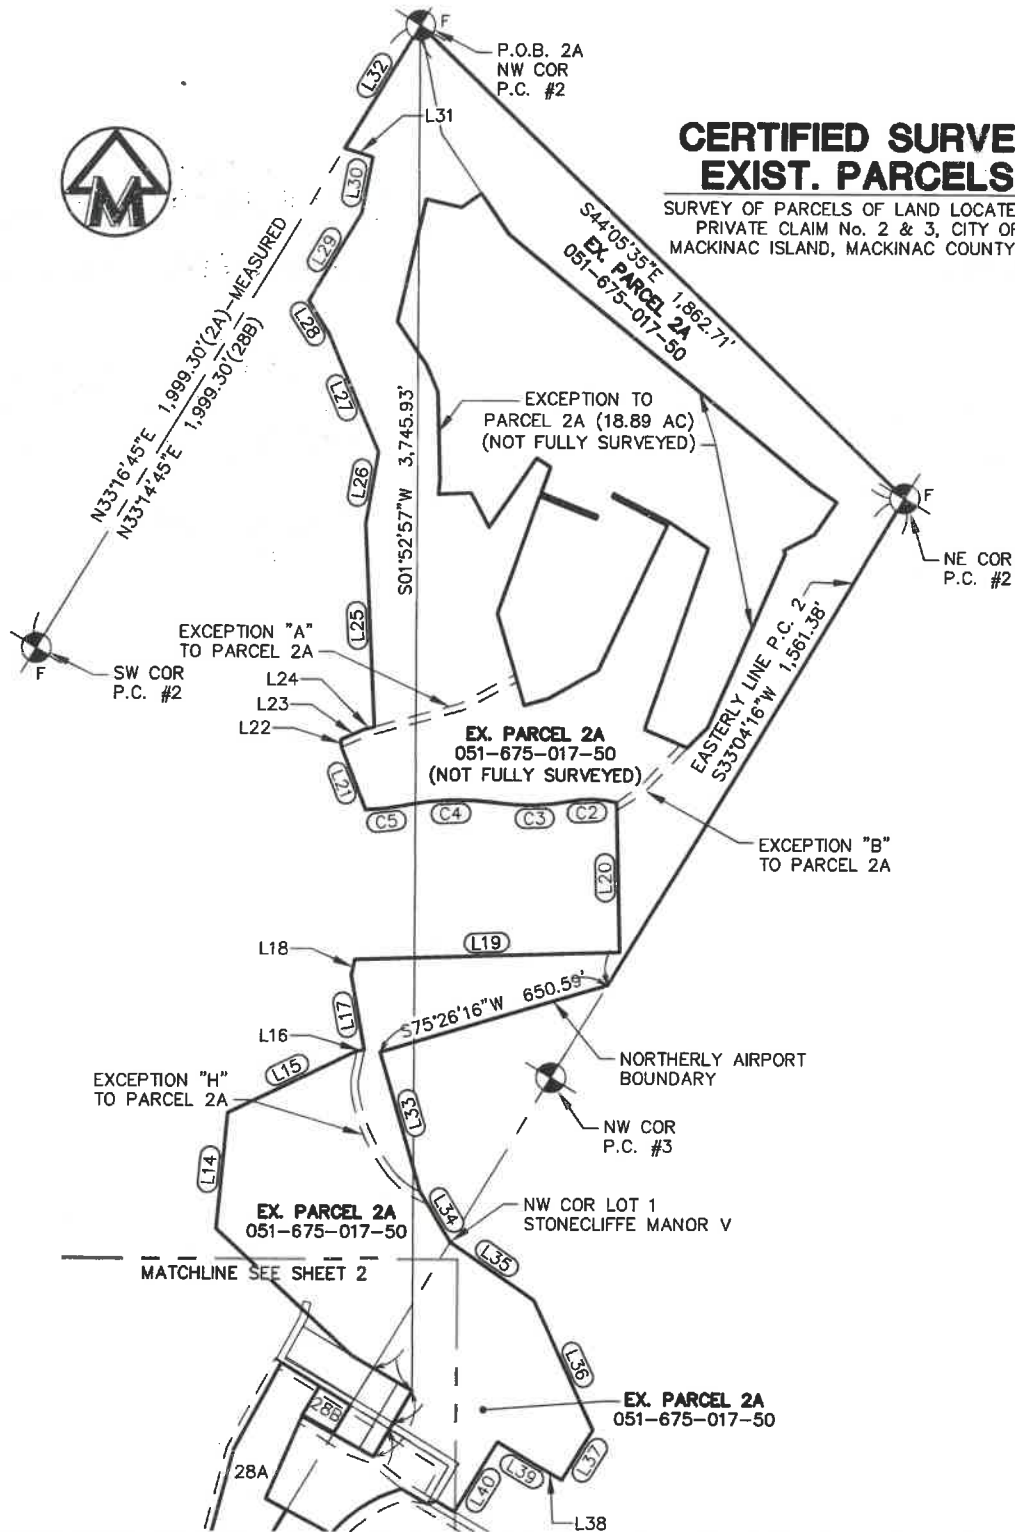 F
P.O.B. 2A
NW COR
P.C. #2
L32
L31
CERTIFIED SURVE
EXIST. PARCELS
SURVEY OF PARCELS OF LAND LOCATE
PRIVATE CLAIM No. 2 & 3, CITY OF
MACKINAC ISLAND, MACKINAC COUNTY
M
L30
L29
L28
L27
L26
L25
N33°16'45"E 1,999.30'(2A)-MEASURED
N33°14'45"E 1,999.30'(28B)
S01°52'57"W 3,745.93'
S44°05'35"E 1,862.71'
EX. PARCEL 2A
051-675-017-50
EXCEPTION TO
PARCEL 2A (18.89 AC)
(NOT FULLY SURVEYED)
F
NE COR
P.C. #2
F
SW COR
P.C. #2
EXCEPTION "A"
TO PARCEL 2A
L24
L23
L22
L21
EX. PARCEL 2A
051-675-017-50
(NOT FULLY SURVEYED)
EASTERLY LINE P.C. 2
S33°04'16"W 1,561.38'
C5
C4
C3
C2
EXCEPTION "B"
TO PARCEL 2A
L20
L19
L18
L17
S75°26'16"W 650.59'
L16
L15
NORTHERLY AIRPORT
BOUNDARY
EXCEPTION "H"
TO PARCEL 2A
L33
NW COR
P.C. #3
L14
EX. PARCEL 2A
051-675-017-50
L34
NW COR LOT 1
STONECLIFFE MANOR V
L35
MATCHLINE SEE SHEET 2
L36
EX. PARCEL 2A
051-675-017-50
28B
28A
L37
L39
L40
L38